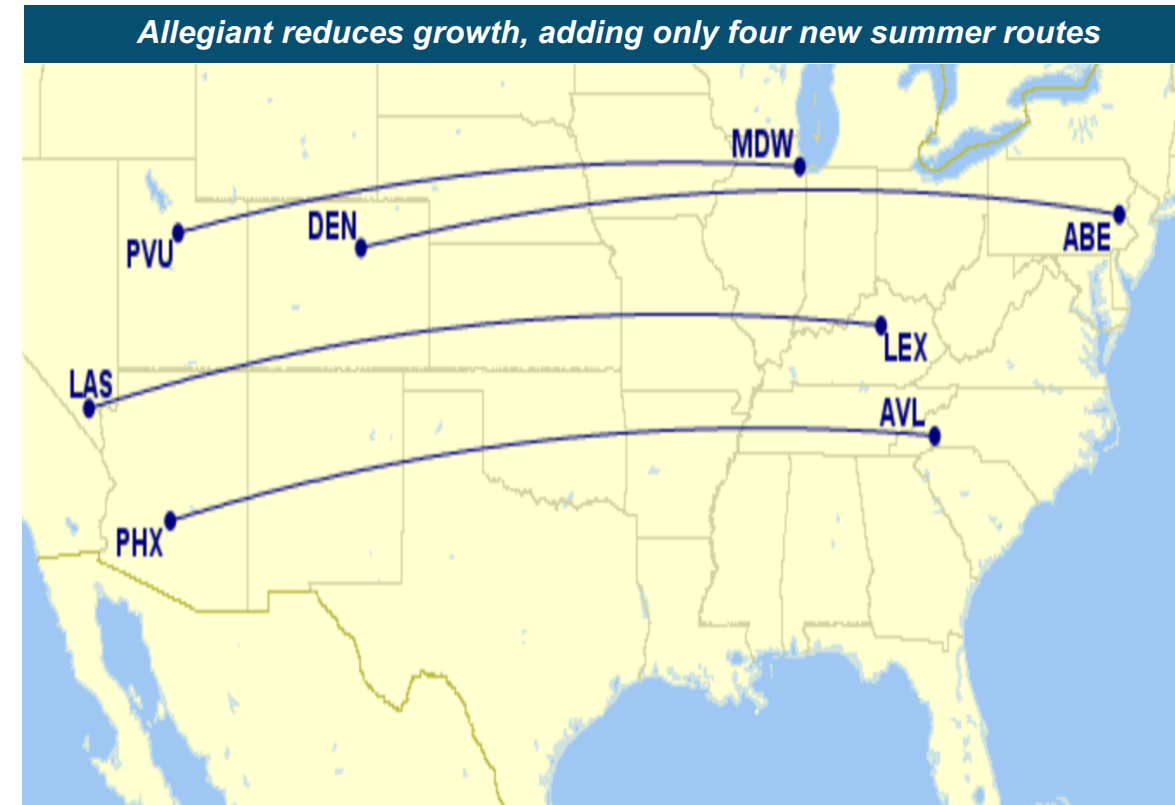 Allegiant reduces growth, adding only four new summer routes
MDW
DEN
PVU
ABE
LEX
LAS
AVL
PHX